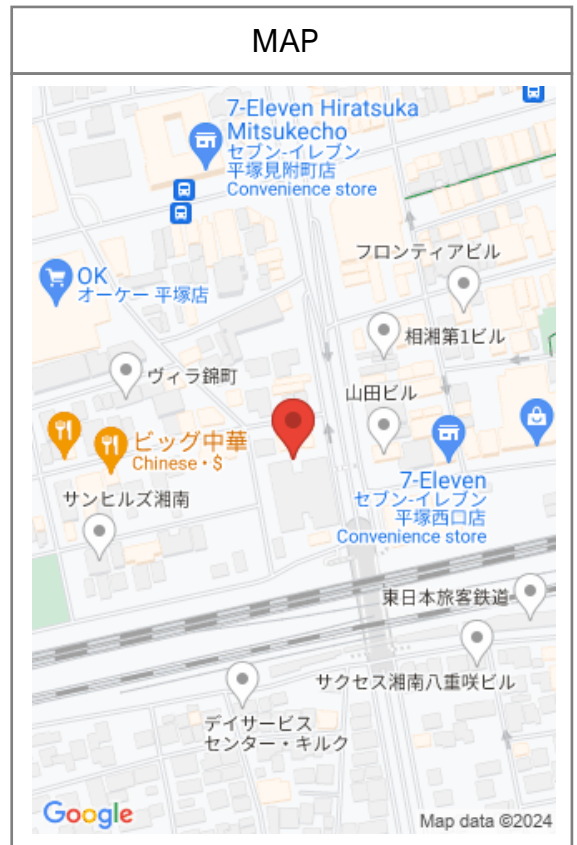 MAP
7-Eleven Hiratsuka
Mitsukecho
セブン-イレブン
平塚見附町店
Convenience store
フロンティアビル
OK
オーケー 平塚店
相湘第1ビル
ヴィラ錦町
山田ビル
ビッグ中華
Chinese • $
7-Eleven
セブン-イレブン
平塚西口店
Convenience store
サンヒルズ湘南
東日本旅客鉄道
サクセス湘南八重咲ビル
デイサービス
センター・キルク
Google
Map data ©2024